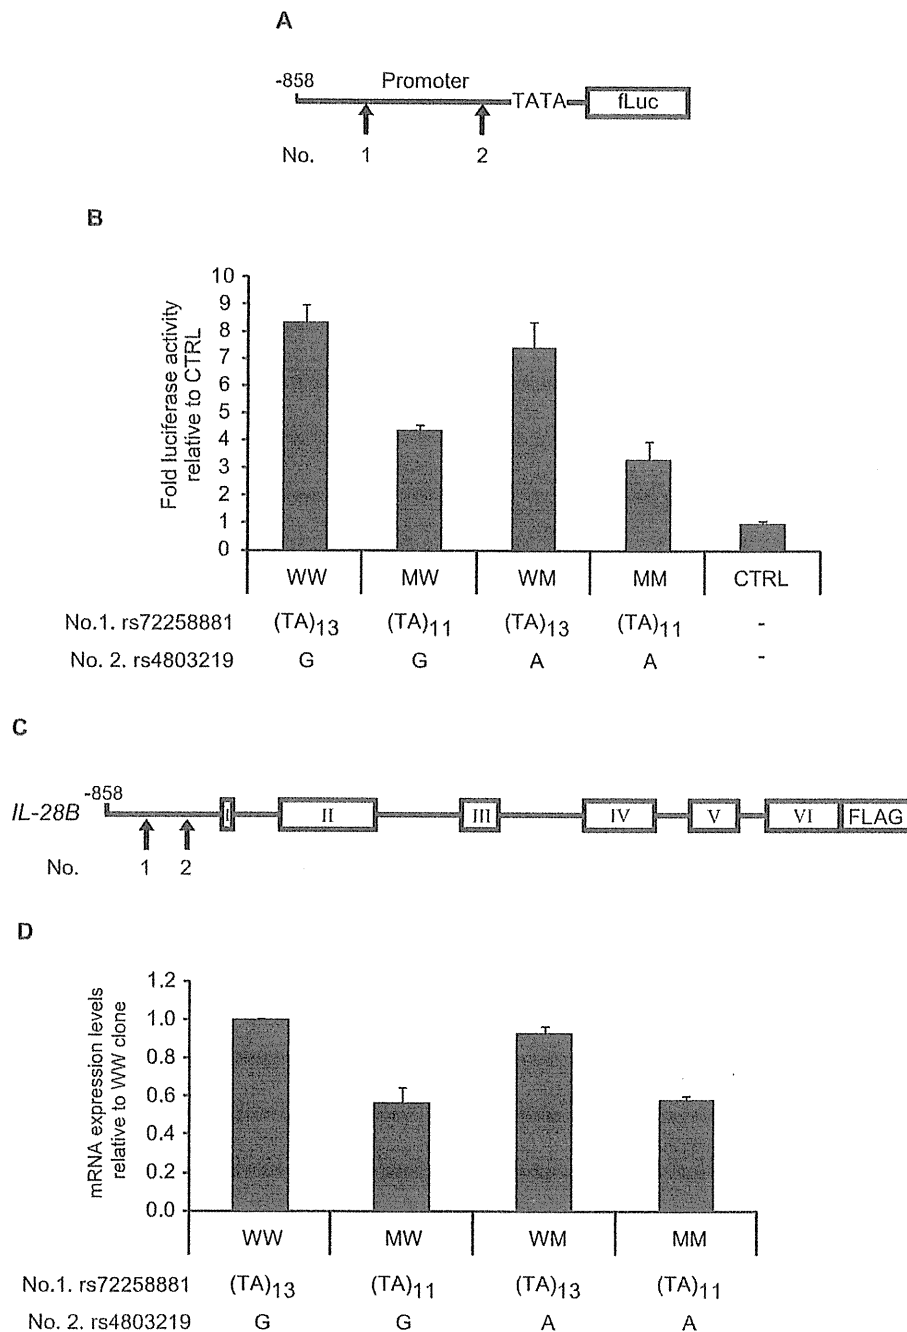 A
-858 Promoter TATA fLuc
No. 1 2
B
Fold luciferase activity
relative to CTRL
10
9
8
7
6
5
4
3
2
1
0
WW MW WM MM CTRL
No.1. rs72258881 (TA)13 (TA)11 (TA)13 (TA)11 -
No. 2. rs4803219 G G A A -
C
IL-28B -858 I II III IV V VI FLAG
No. 1 2
D
mRNA expression levels
relative to WW clone
1.2
1.0
0.8
0.6
0.4
0.2
0.0
WW MW WM MM
No.1. rs72258881 (TA)13 (TA)11 (TA)13 (TA)11
No. 2. rs4803219 G G A A